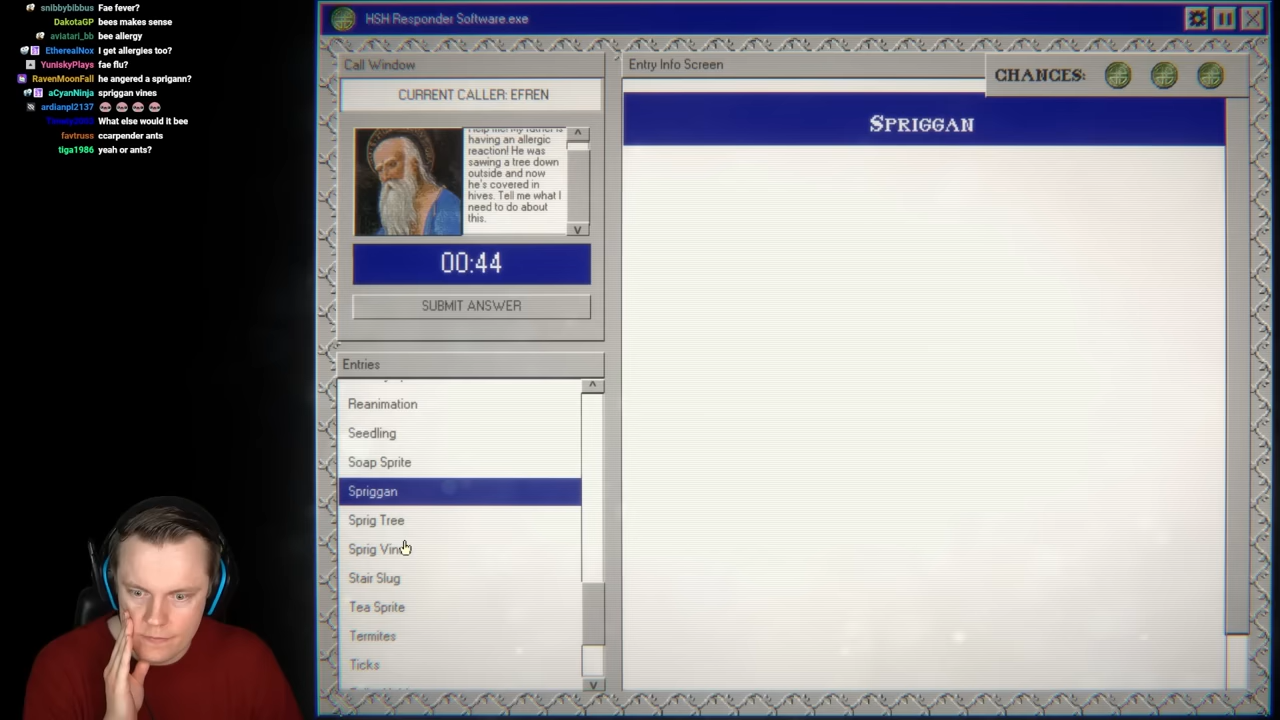 snibbybibbus Fae fever?
DakotaGP bees makes sense
aviatari_bb bee allergy
EtherealNox I get allergies too?
YuniskyPlays fae flu?
RavenMoonFall he angered a sprigann?
aCyanNinja spriggan vines
ardianpl2137
What else would it bee
favtruss ccarpender ants
tiga1986 yeah or ants?
HSH Responder Software.exe
Call Window
CURRENT CALLER: EFREN
Help me! My father is
having an allergic
reaction! He was
sawing a tree down
outside and now
he's covered in
hives. Tell me what I
need to do about
this.
00:44
SUBMIT ANSWER
Entries
Reanimation
Seedling
Soap Sprite
Spriggan
Sprig Tree
Sprig
Stair Slug
Tea Sprite
Termites
Ticks
Entry Info Screen
CHANCES:
SPRIGGAN